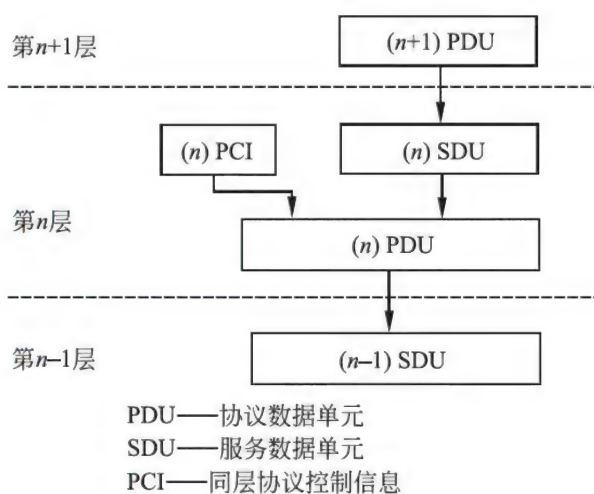 第n+1层
(n+1) PDU
(n) PCI
(n) SDU
第n层
(n) PDU
第n–1层
(n–1) SDU
PDU——协议数据单元
SDU——服务数据单元
PCI——同层协议控制信息